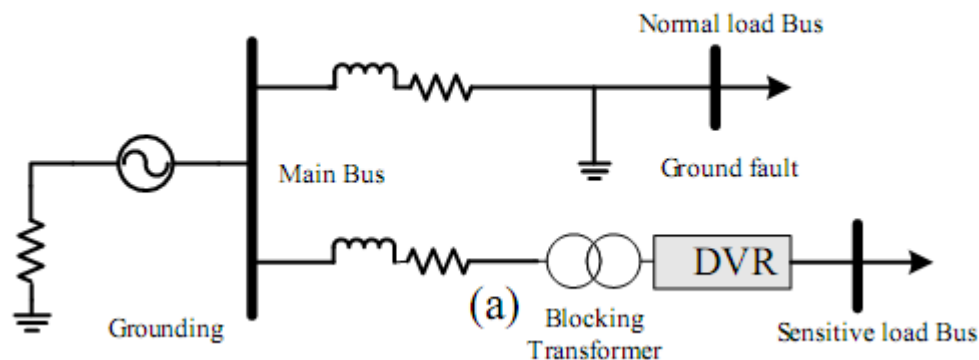 Normal load Bus
Main Bus
Ground fault
DVR
(a)
Grounding
Blocking
Transformer
Sensitive load Bus